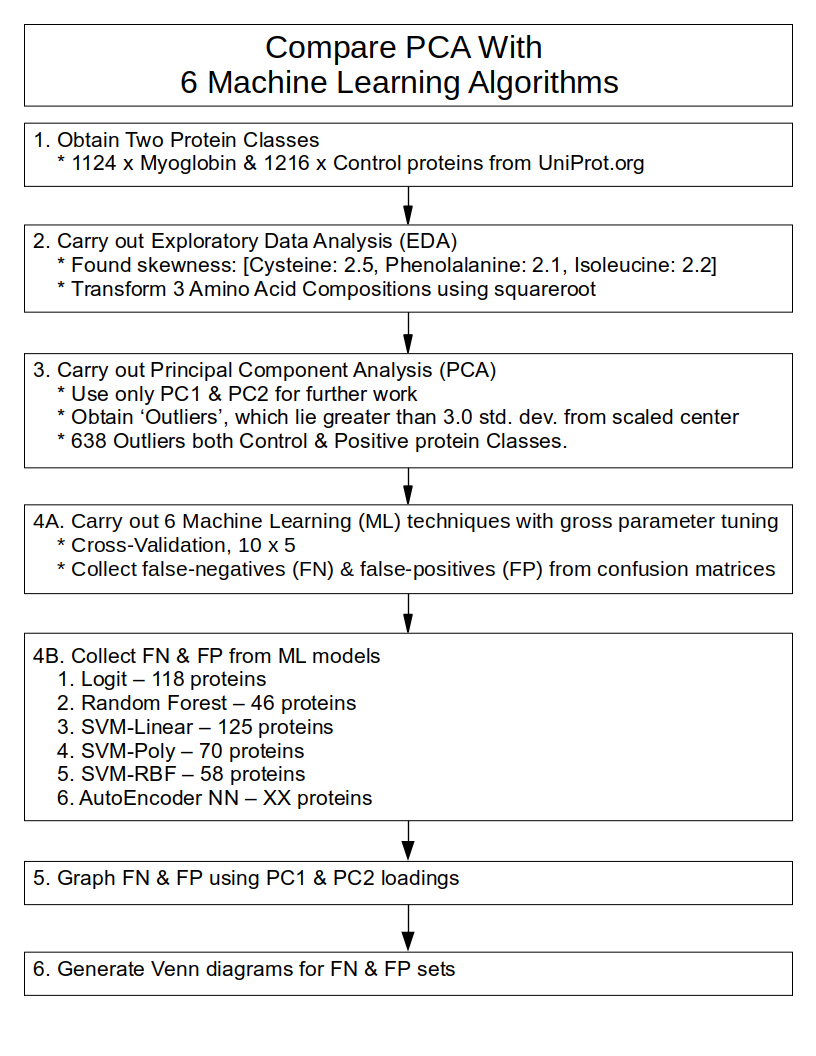 Compare PCA With
6 Machine Learning Algorithms
1. Obtain Two Protein Classes
* 1124 x Myoglobin & 1216 x Control proteins from UniProt.org
2. Carry out Exploratory Data Analysis (EDA)
* Found skewness: [Cysteine: 2.5, Phenolalanine: 2.1, Isoleucine: 2.2]
* Transform 3 Amino Acid Compositions using squareroot
3. Carry out Principal Component Analysis (PCA)
* Use only PC1 & PC2 for further work
* Obtain ‘Outliers’, which lie greater than 3.0 std. dev. from scaled center
* 638 Outliers both Control & Positive protein Classes.
4A. Carry out 6 Machine Learning (ML) techniques with gross parameter tuning
* Cross-Validation, 10 x 5
* Collect false-negatives (FN) & false-positives (FP) from confusion matrices
4B. Collect FN & FP from ML models
1. Logit – 118 proteins
2. Random Forest – 46 proteins
3. SVM-Linear – 125 proteins
4. SVM-Poly – 70 proteins
5. SVM-RBF – 58 proteins
6. AutoEncoder NN – XX proteins
5. Graph FN & FP using PC1 & PC2 loadings
6. Generate Venn diagrams for FN & FP sets